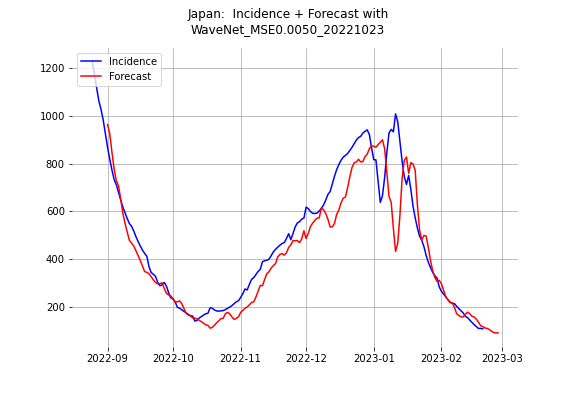 Japan:  Incidence + Forecast with
WaveNet_MSE0.0050_20221023
Incidence
Forecast
1200
1000
800
600
400
200
2022-09 2022-10 2022-11 2022-12 2023-01 2023-02 2023-03